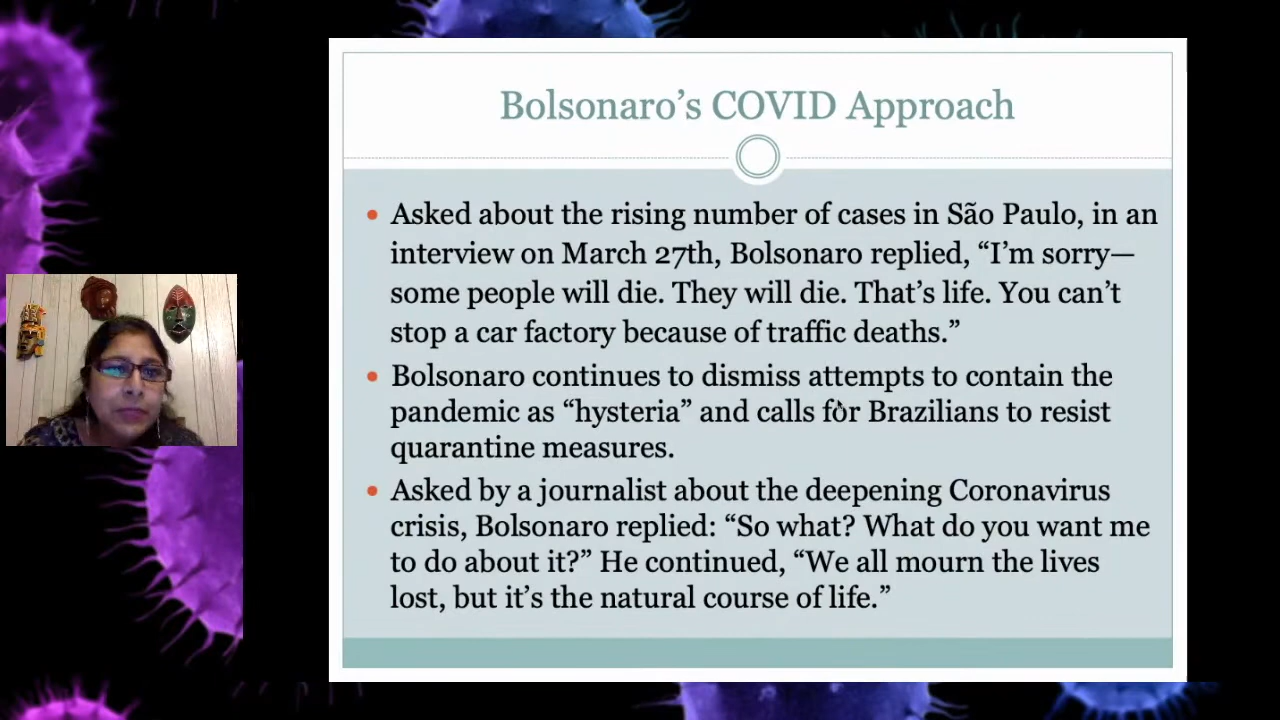 Bolsonaro’s COVID Approach
• Asked about the rising number of cases in São Paulo, in an
interview on March 27th, Bolsonaro replied, “I’m sorry—
some people will die. They will die. That’s life. You can’t
stop a car factory because of traffic deaths.”
• Bolsonaro continues to dismiss attempts to contain the
pandemic as “hysteria” and calls for Brazilians to resist
quarantine measures.
• Asked by a journalist about the deepening Coronavirus
crisis, Bolsonaro replied: “So what? What do you want me
to do about it?” He continued, “We all mourn the lives
lost, but it’s the natural course of life.”